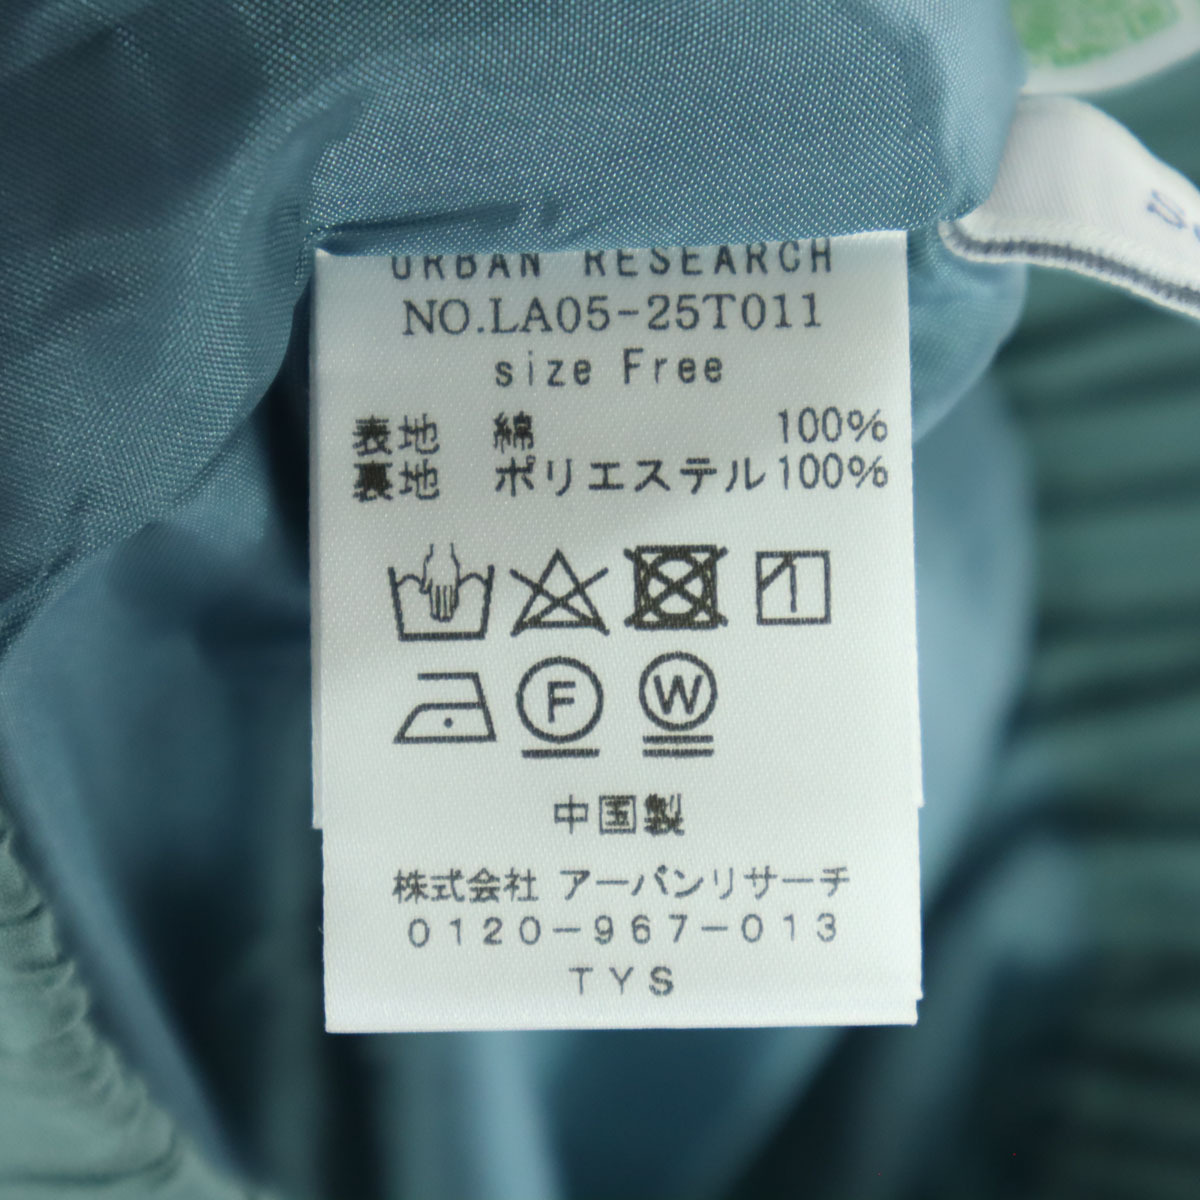 URBAN RESEARCH
NO.LA05-25T011
size Free
表地 綿 100%
裏地 ポリエステル100%
F W
中国製
株式会社 アーバンリサーチ
0120-967-013
TYS